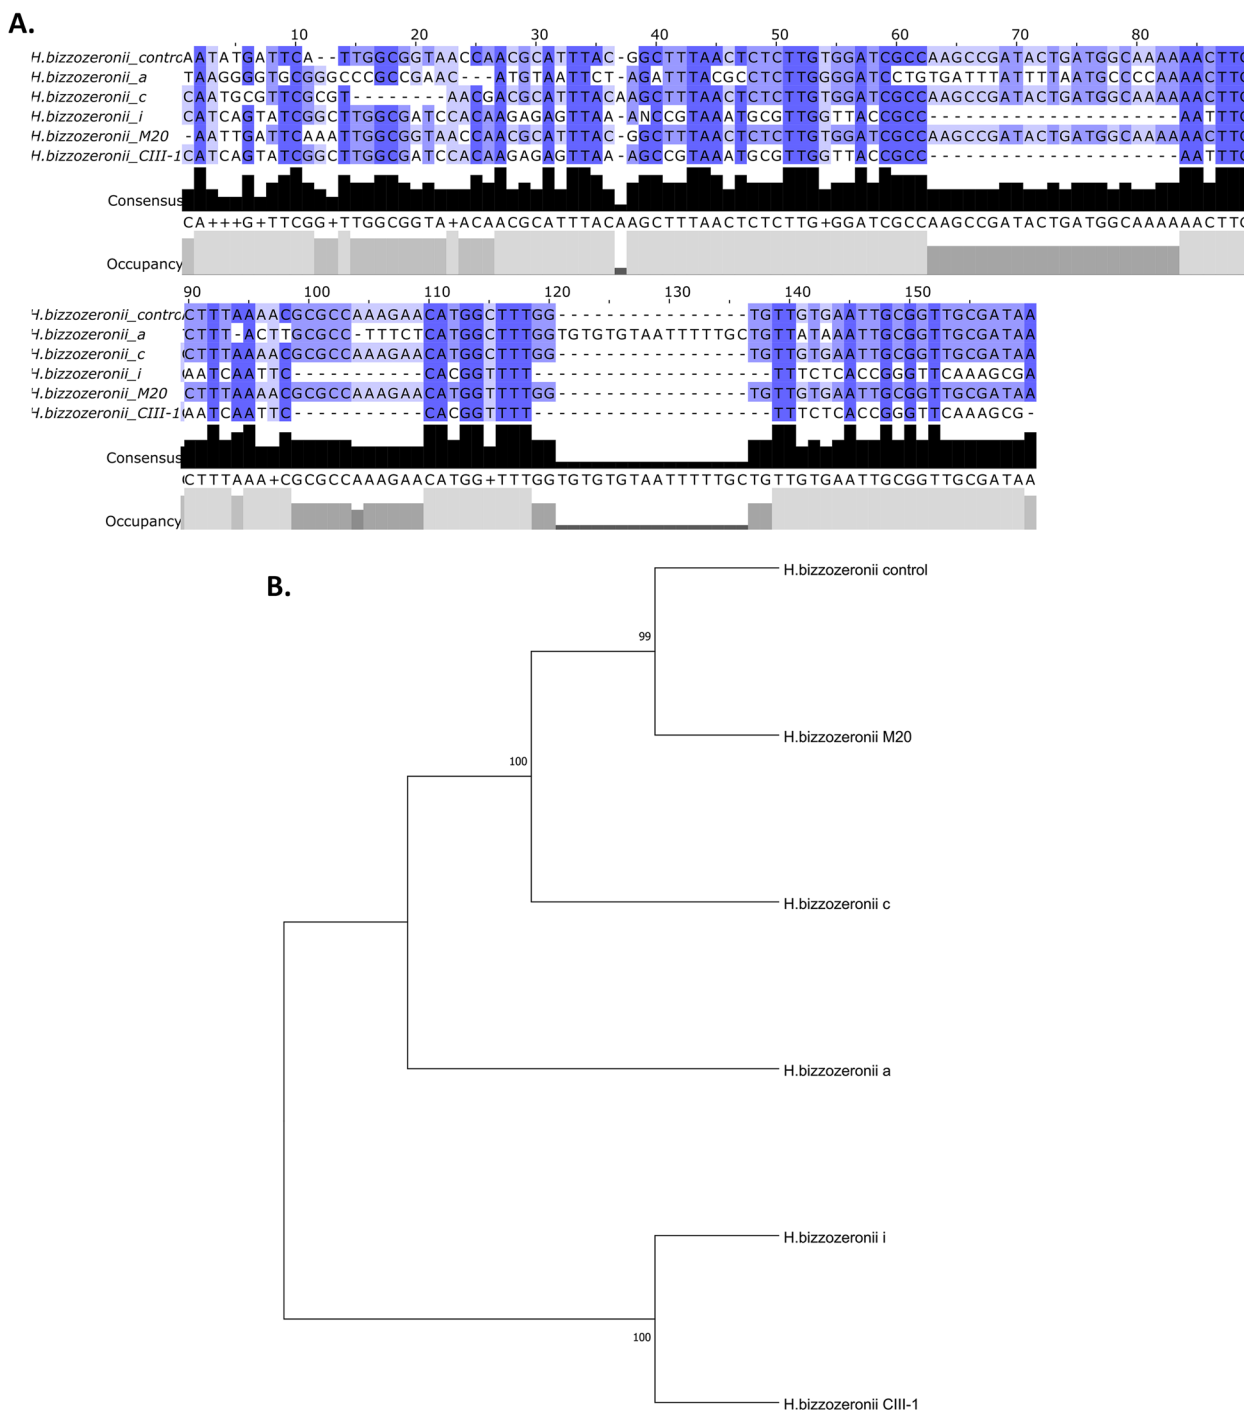 A.
10 20 30 40 50 60 70 80
H.bizzozeronii_contro AATATGATTCA--TTGGCGGTAACCAACGCATTTAC-GGCTTTAACTCTCTTGTGGATCGCCAAGCCGATACTGATGGCAAAAAACTTC
H.bizzozeronii_a TAAGGGGTGCGGGCCCGCCGAAC---ATGTAATTCT-AGATTTACGCCTCTTGGGGATCCTGTGATTTATTTTAATGCCCCAAAAACTTC
H.bizzozeronii_c CAATGCGTTCGCGT--------AACGACGCATTTACAAGCTTTAACTCTCTTGTGGATCGCCAAGCCGATACTGATGGCAAAAAACTTC
H.bizzozeronii_i CATCAGTATCGGCTTGGCGATCCACAAGAGAGTTAA-ANCCGTAAATGCGTTGGTTACCGCC---------------------AATTTC
H.bizzozeronii_M20 -AATTGATTCAAATTGGCGGTAACCAACGCATTTAC-GGCTTTAACTCTCTTGTGGATCGCCAAGCCGATACTGATGGCAAAAAACTTC
H.bizzozeronii_CIII-1 CATCAGTATCGGCTTGGCGATCCACAAGAGAGTTAA-AGCCGTAAATGCGTTGGTTACCGCC---------------------AATTTC
Consensus
CA+++G+TTCGG+TTGGCGGTA+ACAACGCATTTACAAGCTTTAACTCTCTTG+GGATCGCCAAGCCGATACTGATGGCAAAAAACTTC
Occupancy
90 100 110 120 130 140 150
H.bizzozeronii_contro CTTTAAAACGCGCCAAAGAACATGGCTTTGG----------------TGTTGTGAATTGCGGTTGCGATAA
H.bizzozeronii_a CTTT-ACTTGCGCC-TTTCTCATGGCTTTGGTGTGTGTAATTTTTGCTGTTATAAATTGCGGTTGCGATAA
H.bizzozeronii_c CTTTAAAACGCGCCAAAGAACATGGCTTTGG----------------TGTTGTGAATTGCGGTTGCGATAA
H.bizzozeronii_i AATCAATTC-----------CACGGTTTT--------------------TTTCTCACCGGGTTCAAAGCGA
H.bizzozeronii_M20 CTTTAAAACGCGCCAAAGAACATGGTTTTGG----------------TGTTGTGAATTGCGGTTGCGATAA
H.bizzozeronii_CIII-1 AATCAATTC-----------CACGGTTTT--------------------TTTCTCACCGGGTTCAAAGCG-
Consensus
CTTTAAA+CGCGCCAAAGAACATGG+TTTGGTGTGTGTAATTTTTGCTGTTGTGAATTGCGGTTGCGATAA
Occupancy
B.
H.bizzozeronii control
99
H.bizzozeronii M20
100
H.bizzozeronii c
H.bizzozeronii a
H.bizzozeronii i
100
H.bizzozeronii CIII-1